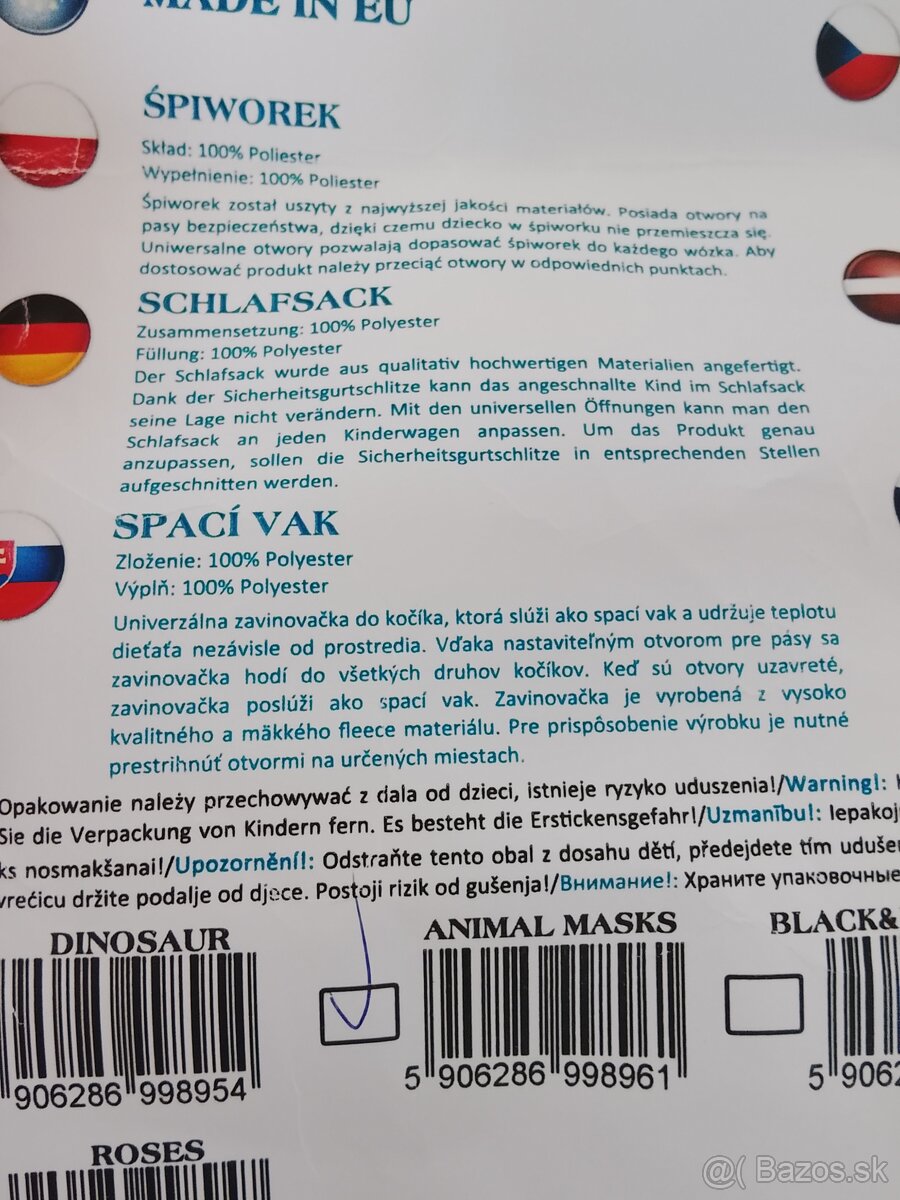 MADE IN EU
ŚPIWOREK
Skład: 100% Poliester
Wypełnienie: 100% Poliester
Śpiworek został uszyty z najwyższej jakości materiałów. Posiada otwory na
pasy bezpieczeństwa, dzięki czemu dziecko w śpiworku nie przemieszcza się.
Uniwersalne otwory pozwalają dopasować śpiworek do każdego wózka. Aby
dostosować produkt należy przeciąć otwory w odpowiednich punktach.
SCHLAFSACK
Zusammensetzung: 100% Polyester
Füllung: 100% Polyester
Der Schlafsack wurde aus qualitativ hochwertigen Materialien angefertigt.
Dank der Sicherheitsgurtschlitze kann das angeschnallte Kind im Schlafsack
seine Lage nicht verändern. Mit den universellen Öffnungen kann man den
Schlafsack an jeden Kinderwagen anpassen. Um das Produkt genau
anzupassen, sollen die Sicherheitsgurtschlitze in entsprechenden Stellen
aufgeschnitten werden.
SPACÍ VAK
Zloženie: 100% Polyester
Výplň: 100% Polyester
Univerzálna zavinovačka do kočíka, ktorá slúži ako spací vak a udržuje teplotu
dieťaťa nezávisle od prostredia. Vďaka nastaviteľným otvorom pre pásy sa
zavinovačka hodí do všetkých druhov kočíkov. Keď sú otvory uzavreté,
zavinovačka poslúži ako spací vak. Zavinovačka je vyrobená z vysoko
kvalitného a mäkkého fleece materiálu. Pre prispôsobenie výrobku je nutné
prestrihnúť otvormi na určených miestach.
Opakowanie należy przechowywać z dala od dzieci, istnieje ryzyko uduszenia!/Warning!:
Sie die Verpackung von Kindern fern. Es besteht die Erstickensgefahr!/Uzmanību!: Iepakoj
ks nosmakšanai!/Upozornění!: Odstraňte tento obal z dosahu dětí, předejdete tím udušen
vrećicu držite podalje od djece. Postoji rizik od gušenja!/Внимание!: Храните упаковочные
DINOSAUR
ANIMAL MASKS
BLACK&
906286 998954
5 906286 998961
5 9062
ROSES
@( Bazos.sk